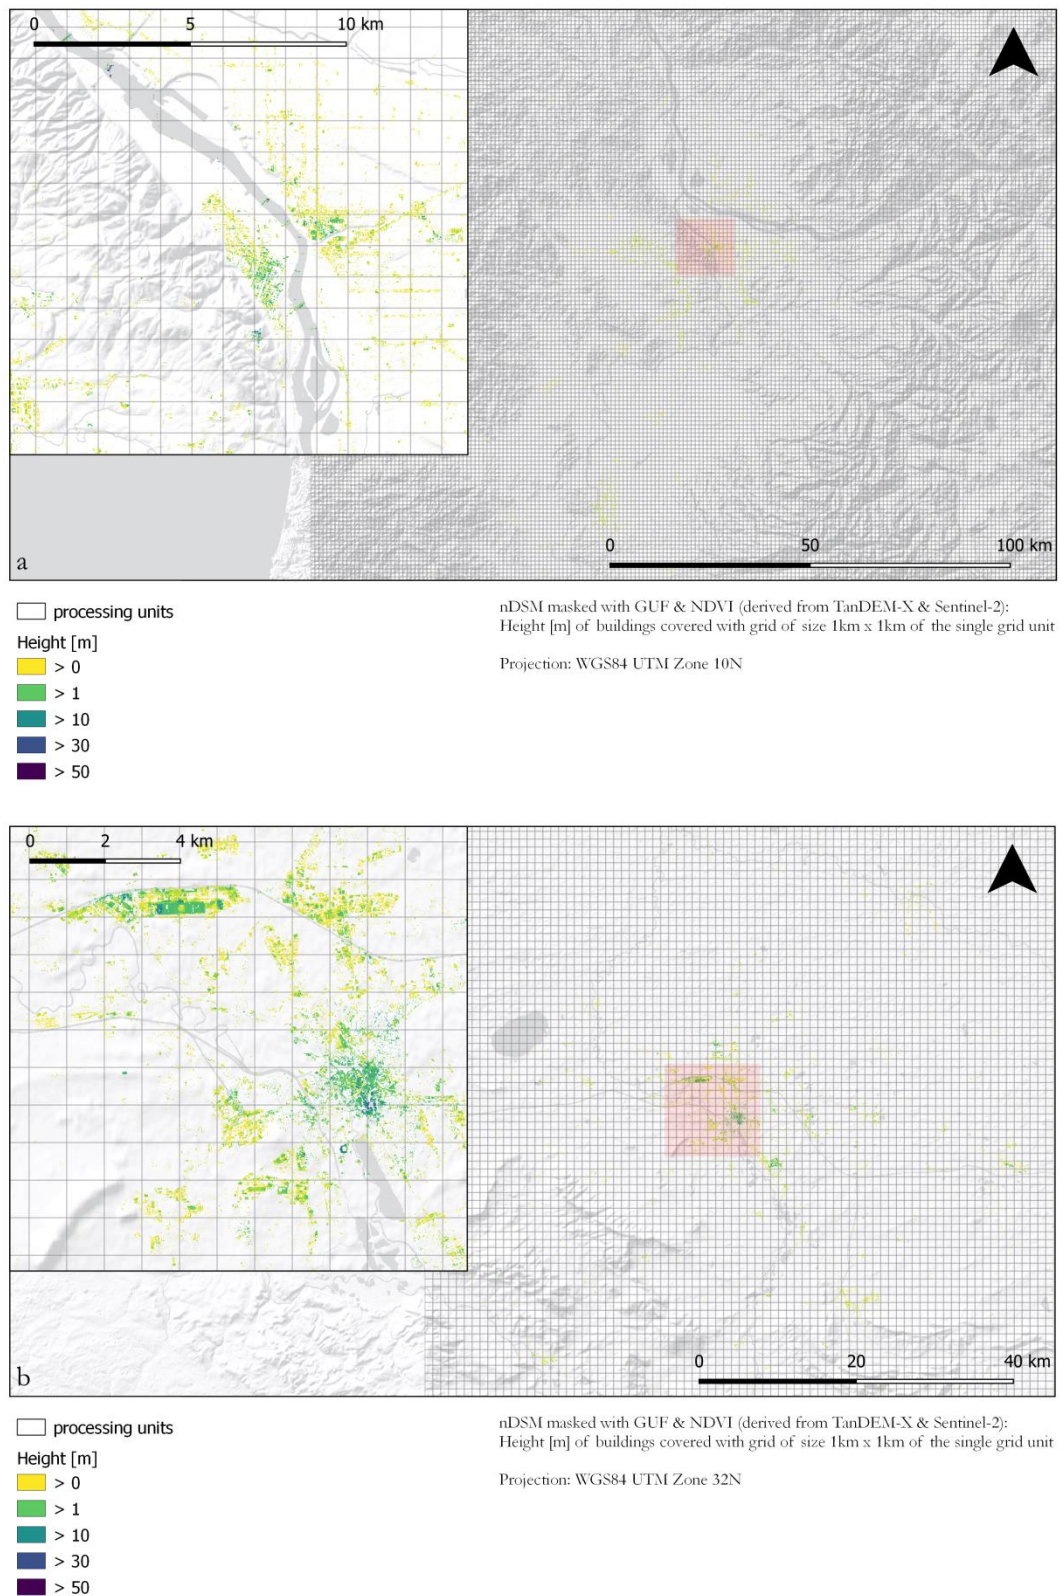 0 5 10 km
0 50 100 km
a
processing units
Height [m]
> 0
> 1
> 10
> 30
> 50
nDSM masked with GUF & NDVI (derived from TanDEM-X & Sentinel-2):
Height [m] of buildings covered with grid of size 1km x 1km of the single grid unit
Projection: WGS84 UTM Zone 10N
0 2 4 km
0 20 40 km
b
processing units
Height [m]
> 0
> 1
> 10
> 30
> 50
nDSM masked with GUF & NDVI (derived from TanDEM-X & Sentinel-2):
Height [m] of buildings covered with grid of size 1km x 1km of the single grid unit
Projection: WGS84 UTM Zone 32N